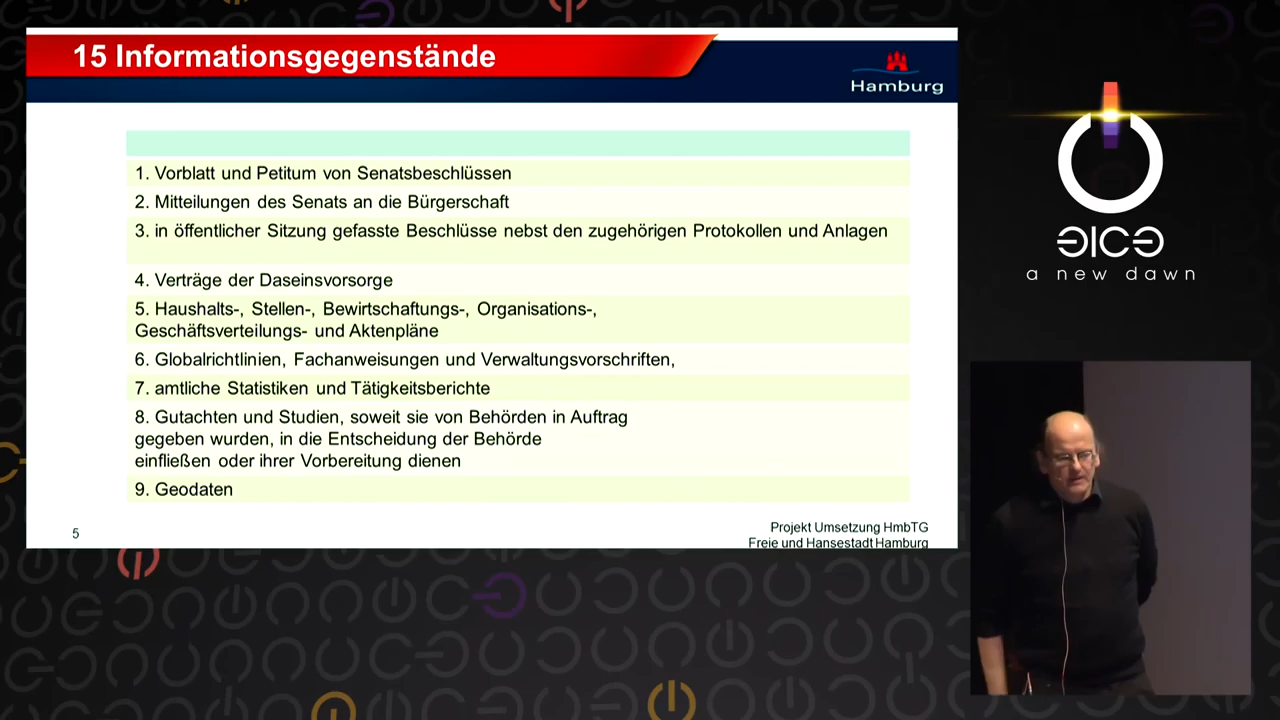 15 Informationsgegenstände
Hamburg
1. Vorblatt und Petitum von Senatsbeschlüssen
2. Mitteilungen des Senats an die Bürgerschaft
3. in öffentlicher Sitzung gefasste Beschlüsse nebst den zugehörigen Protokollen und Anlagen
4. Verträge der Daseinsvorsorge
5. Haushalts-, Stellen-, Bewirtschaftungs-, Organisations-,
Geschäftsverteilungs- und Aktenpläne
6. Globalrichtlinien, Fachanweisungen und Verwaltungsvorschriften,
7. amtliche Statistiken und Tätigkeitsberichte
8. Gutachten und Studien, soweit sie von Behörden in Auftrag
gegeben wurden, in die Entscheidung der Behörde
einfließen oder ihrer Vorbereitung dienen
9. Geodaten
5
Projekt Umsetzung HmbTG
Freie und Hansestadt Hamburg
a new dawn